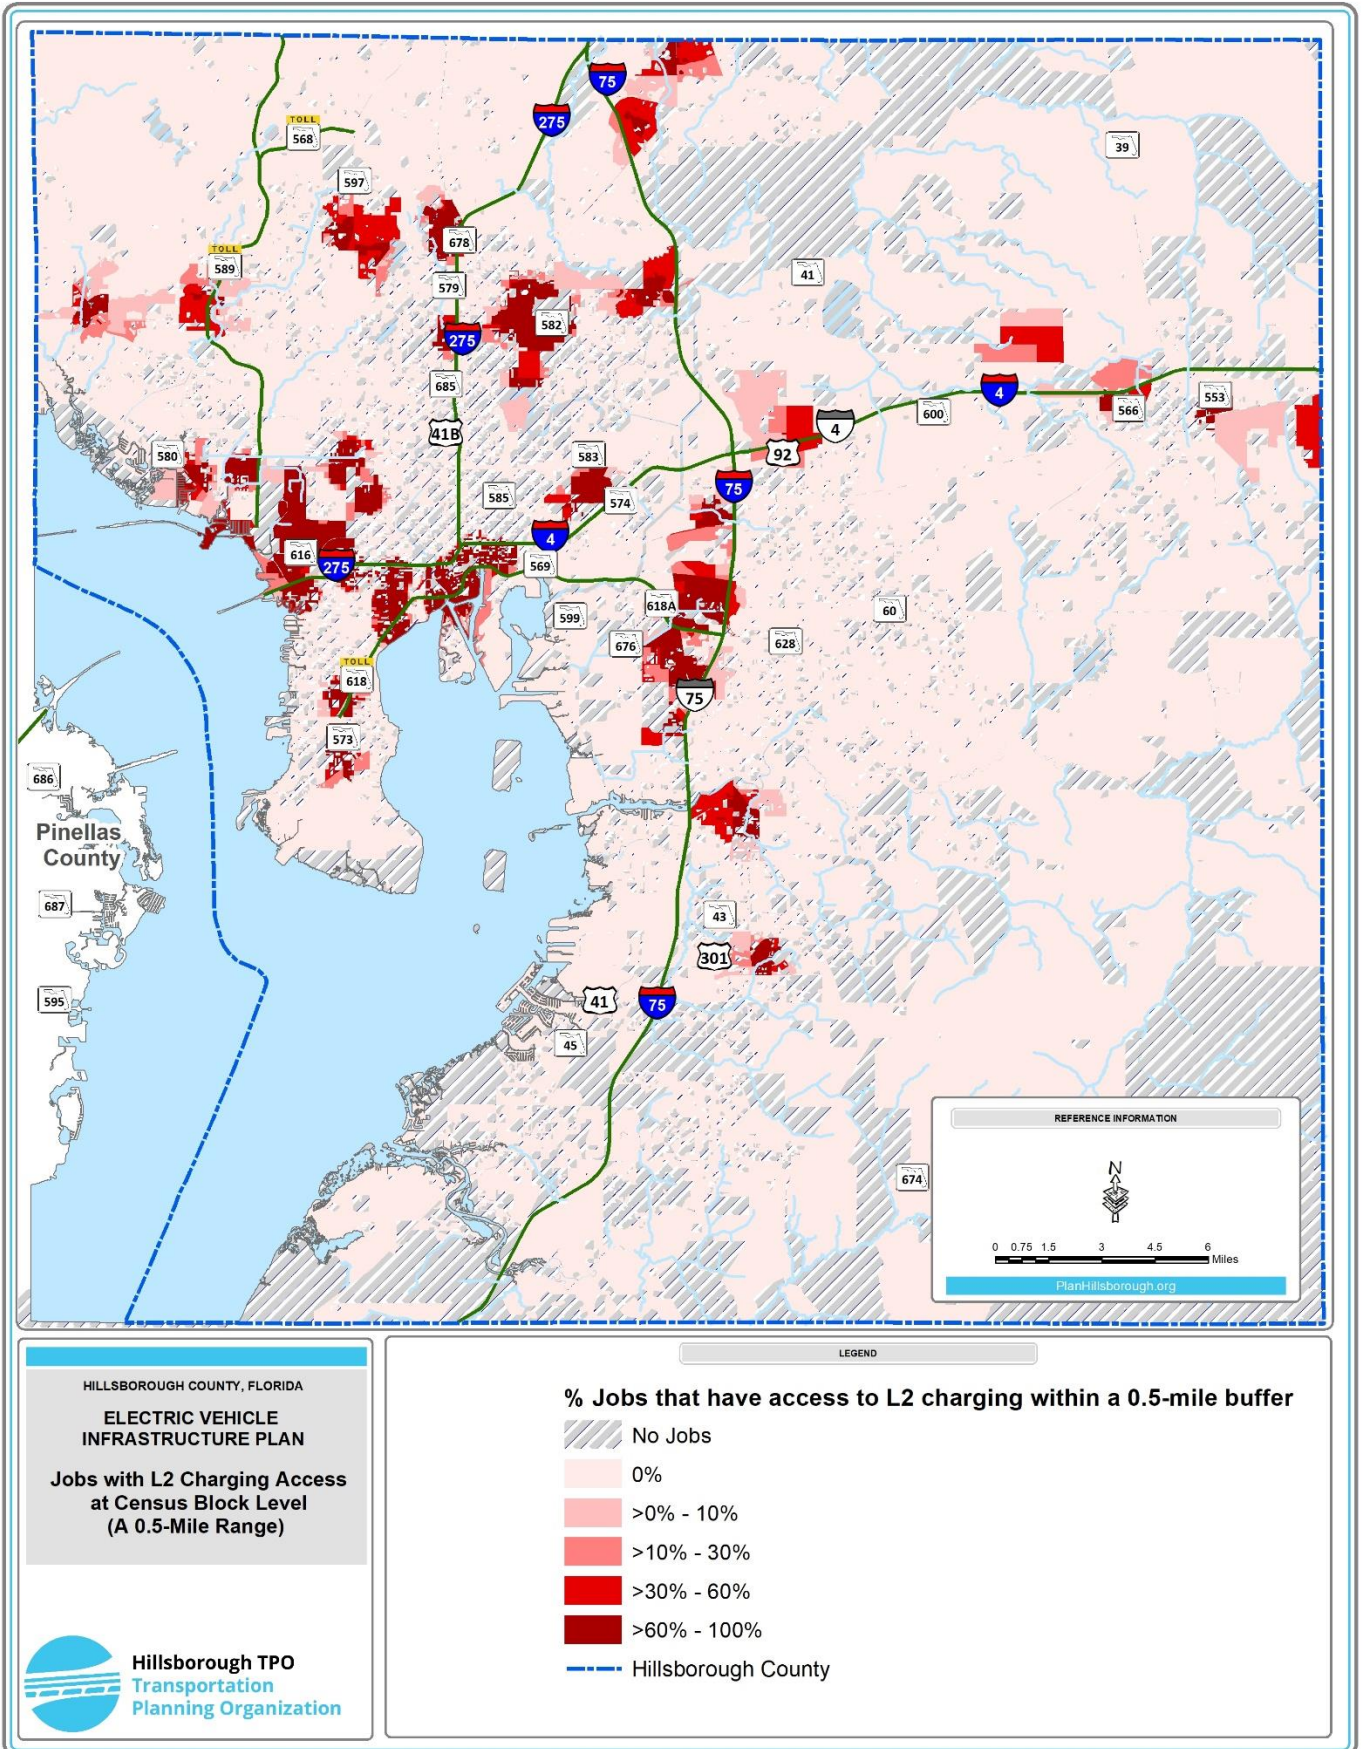 75
275
TOLL
568
39
597
678
TOLL
589
41
579
582
275
685
4
600
566
553
4
41B
92
580
583
75
585
574
4
616
275
569
618A
60
599
676
628
TOLL
618
75
573
686
Pinellas
County
687
43
301
595
41
75
45
674
REFERENCE INFORMATION
N
0 0.75 1.5 3 4.5 6
Miles
PlanHillsborough.org
HILLSBOROUGH COUNTY, FLORIDA
ELECTRIC VEHICLE
INFRASTRUCTURE PLAN
Jobs with L2 Charging Access
at Census Block Level
(A 0.5-Mile Range)
Hillsborough TPO
Transportation
Planning Organization
LEGEND
% Jobs that have access to L2 charging within a 0.5-mile buffer
No Jobs
0%
>0% - 10%
>10% - 30%
>30% - 60%
>60% - 100%
Hillsborough County